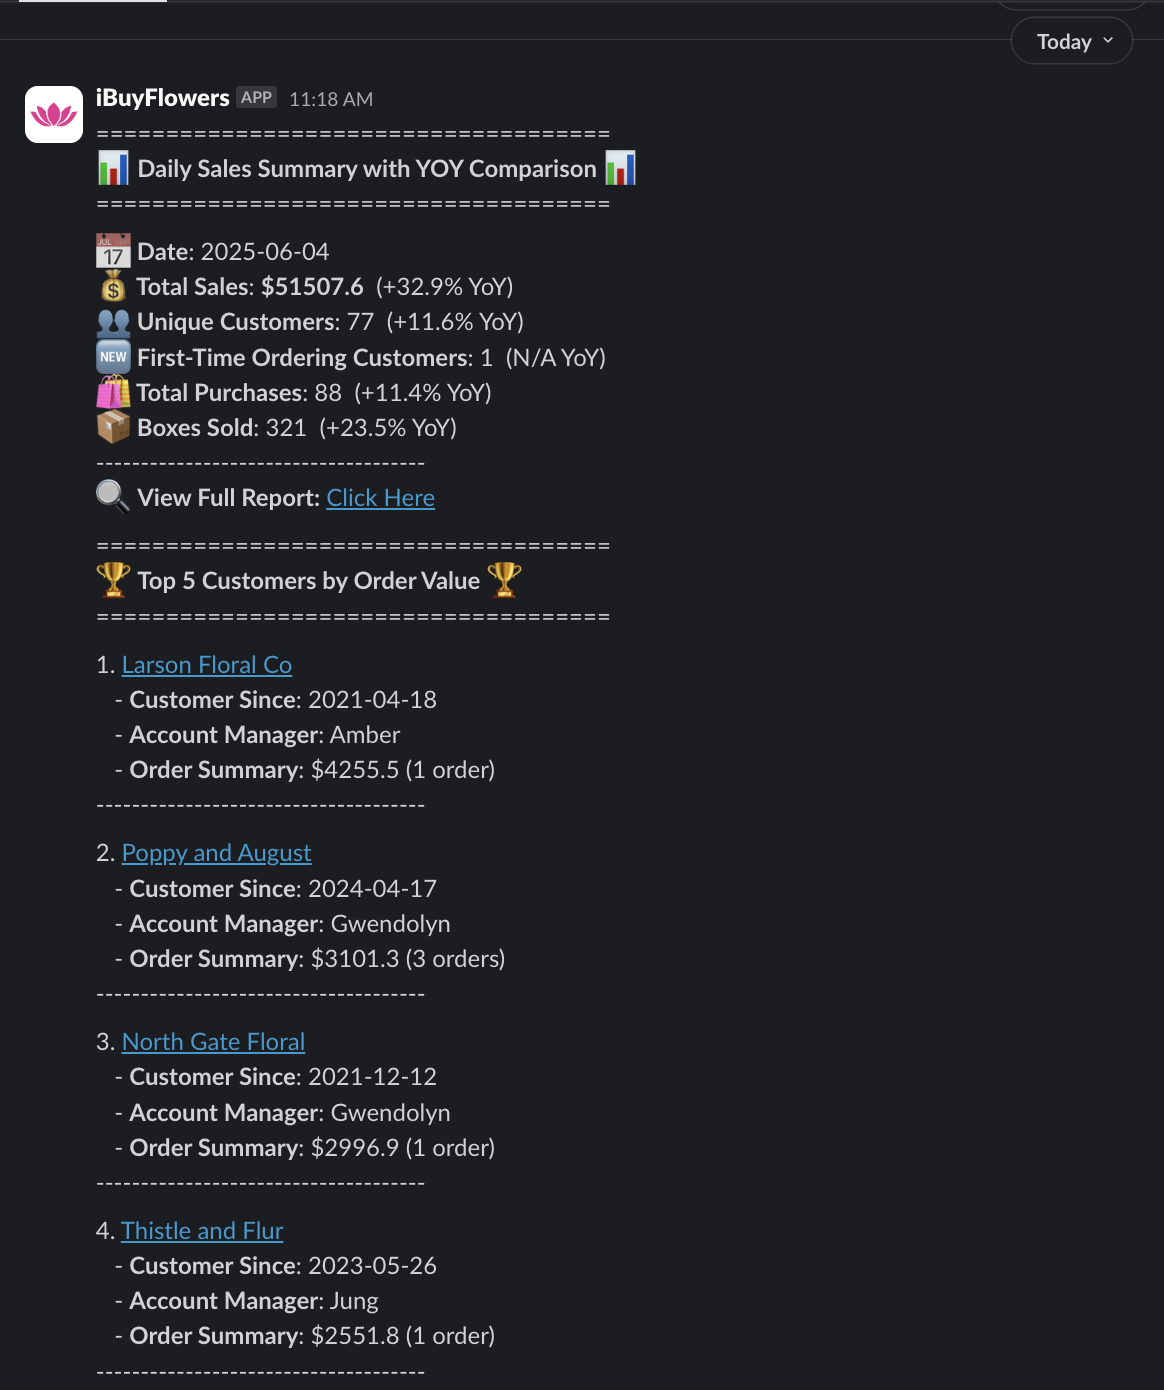 Today
iBuyFlowers APP 11:18 AM
=====================================
Daily Sales Summary with YOY Comparison
=====================================
JUL 17 Date: 2025-06-04
Total Sales: $51507.6 (+32.9% YoY)
Unique Customers: 77 (+11.6% YoY)
NEW First-Time Ordering Customers: 1 (N/A YoY)
Total Purchases: 88 (+11.4% YoY)
Boxes Sold: 321 (+23.5% YoY)
-------------------------------------
View Full Report: Click Here
=====================================
Top 5 Customers by Order Value
=====================================
1. Larson Floral Co
- Customer Since: 2021-04-18
- Account Manager: Amber
- Order Summary: $4255.5 (1 order)
-------------------------------------
2. Poppy and August
- Customer Since: 2024-04-17
- Account Manager: Gwendolyn
- Order Summary: $3101.3 (3 orders)
-------------------------------------
3. North Gate Floral
- Customer Since: 2021-12-12
- Account Manager: Gwendolyn
- Order Summary: $2996.9 (1 order)
-------------------------------------
4. Thistle and Flur
- Customer Since: 2023-05-26
- Account Manager: Jung
- Order Summary: $2551.8 (1 order)
-------------------------------------